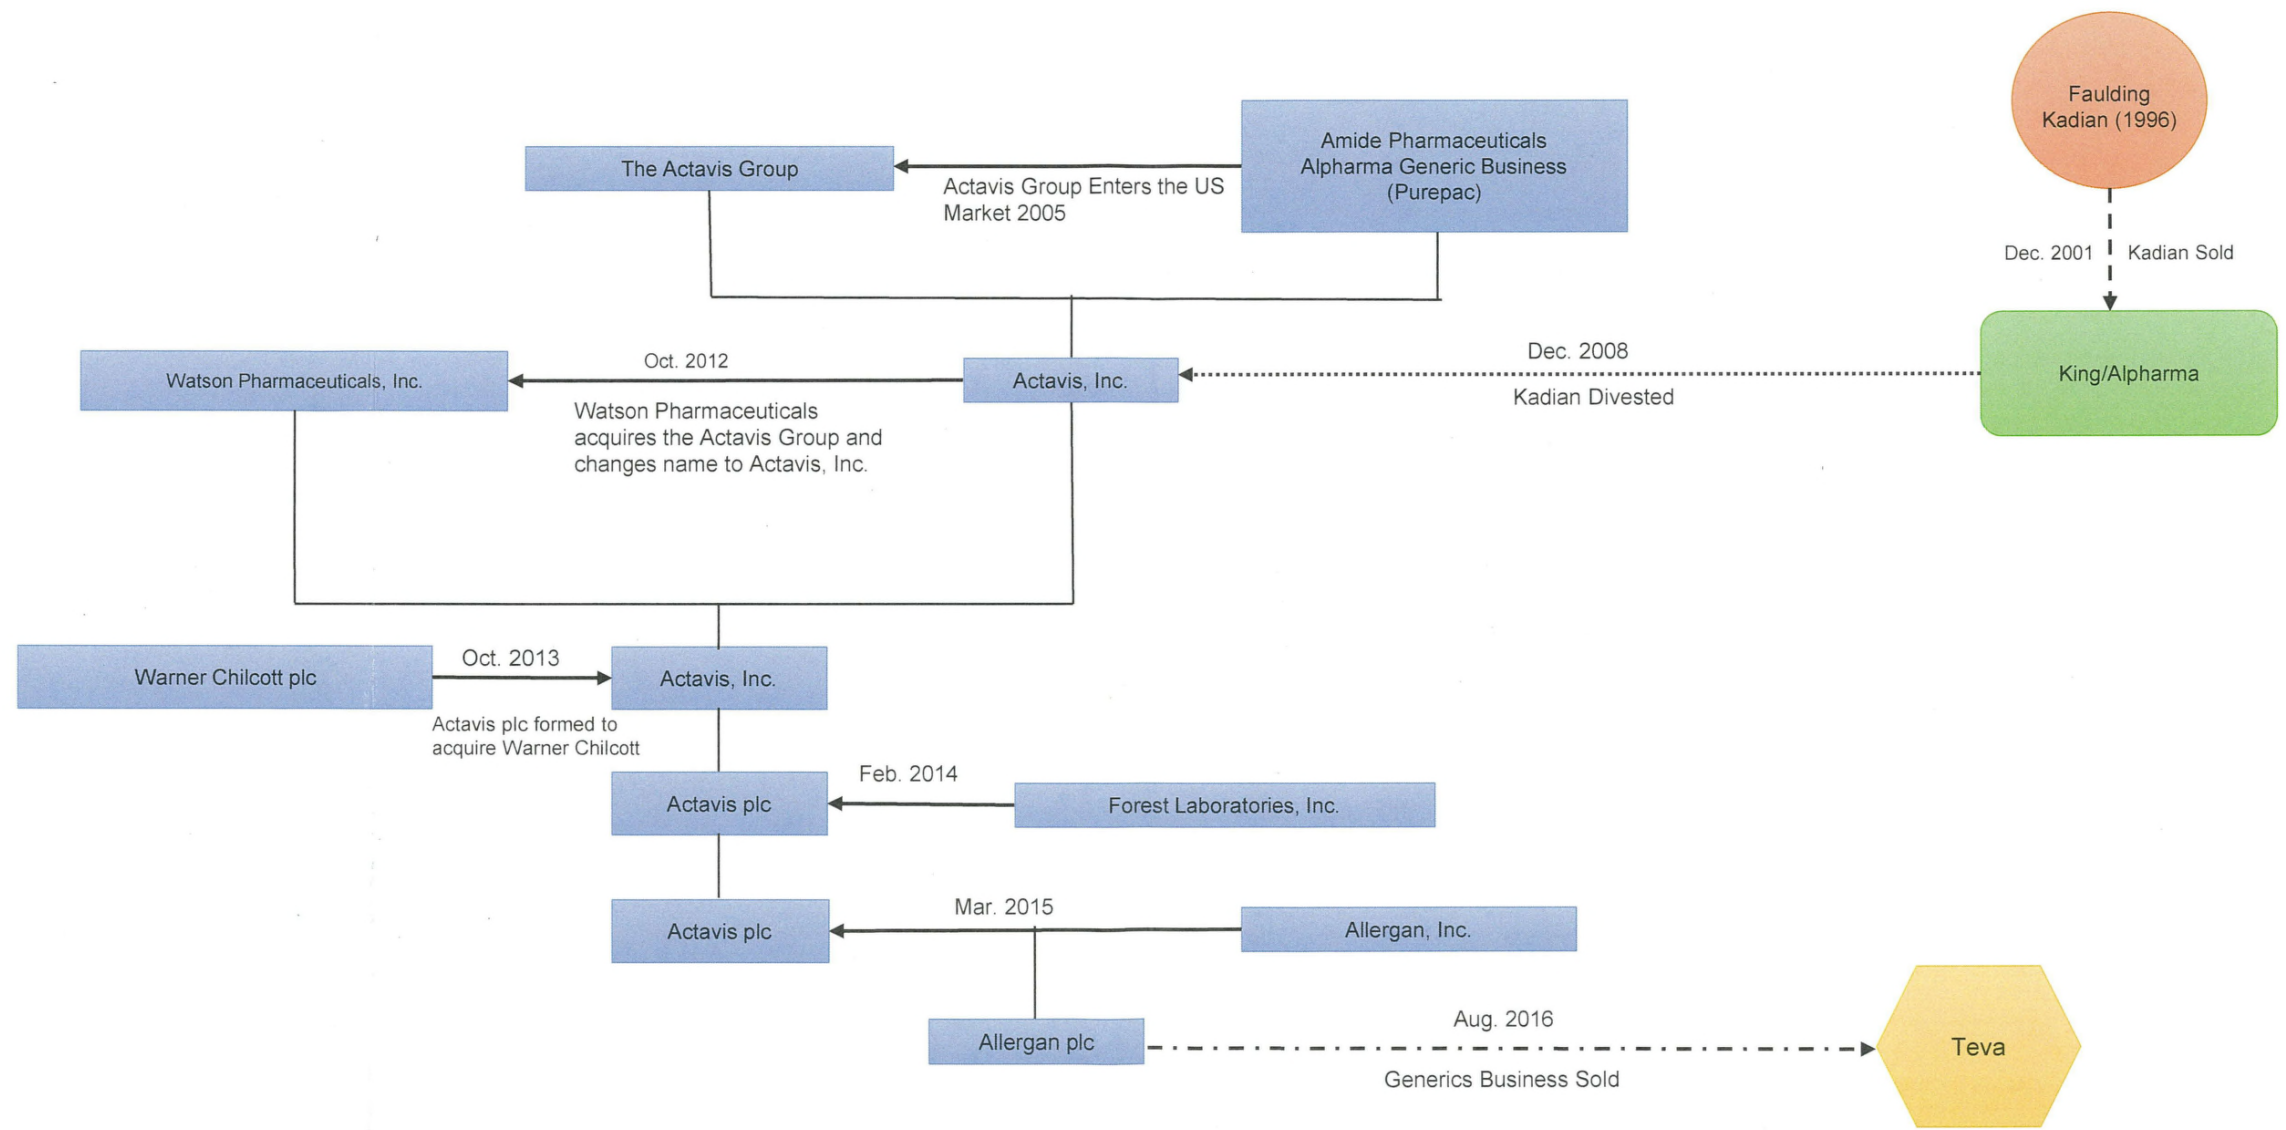 Faulding
Kadian (1996)
Amide Pharmaceuticals
Alpharma Generic Business
(Purepac)
The Actavis Group
Actavis Group Enters the US
Market 2005
Dec. 2001
Kadian Sold
Dec. 2008
Oct. 2012
King/Alpharma
Watson Pharmaceuticals, Inc.
Actavis, Inc.
Kadian Divested
Watson Pharmaceuticals
acquires the Actavis Group and
changes name to Actavis, Inc.
Oct. 2013
Warner Chilcott plc
Actavis, Inc.
Actavis plc formed to
acquire Warner Chilcott
Feb. 2014
Actavis plc
Forest Laboratories, Inc.
Mar. 2015
Actavis plc
Allergan, Inc.
Aug. 2016
Allergan plc
Teva
Generics Business Sold